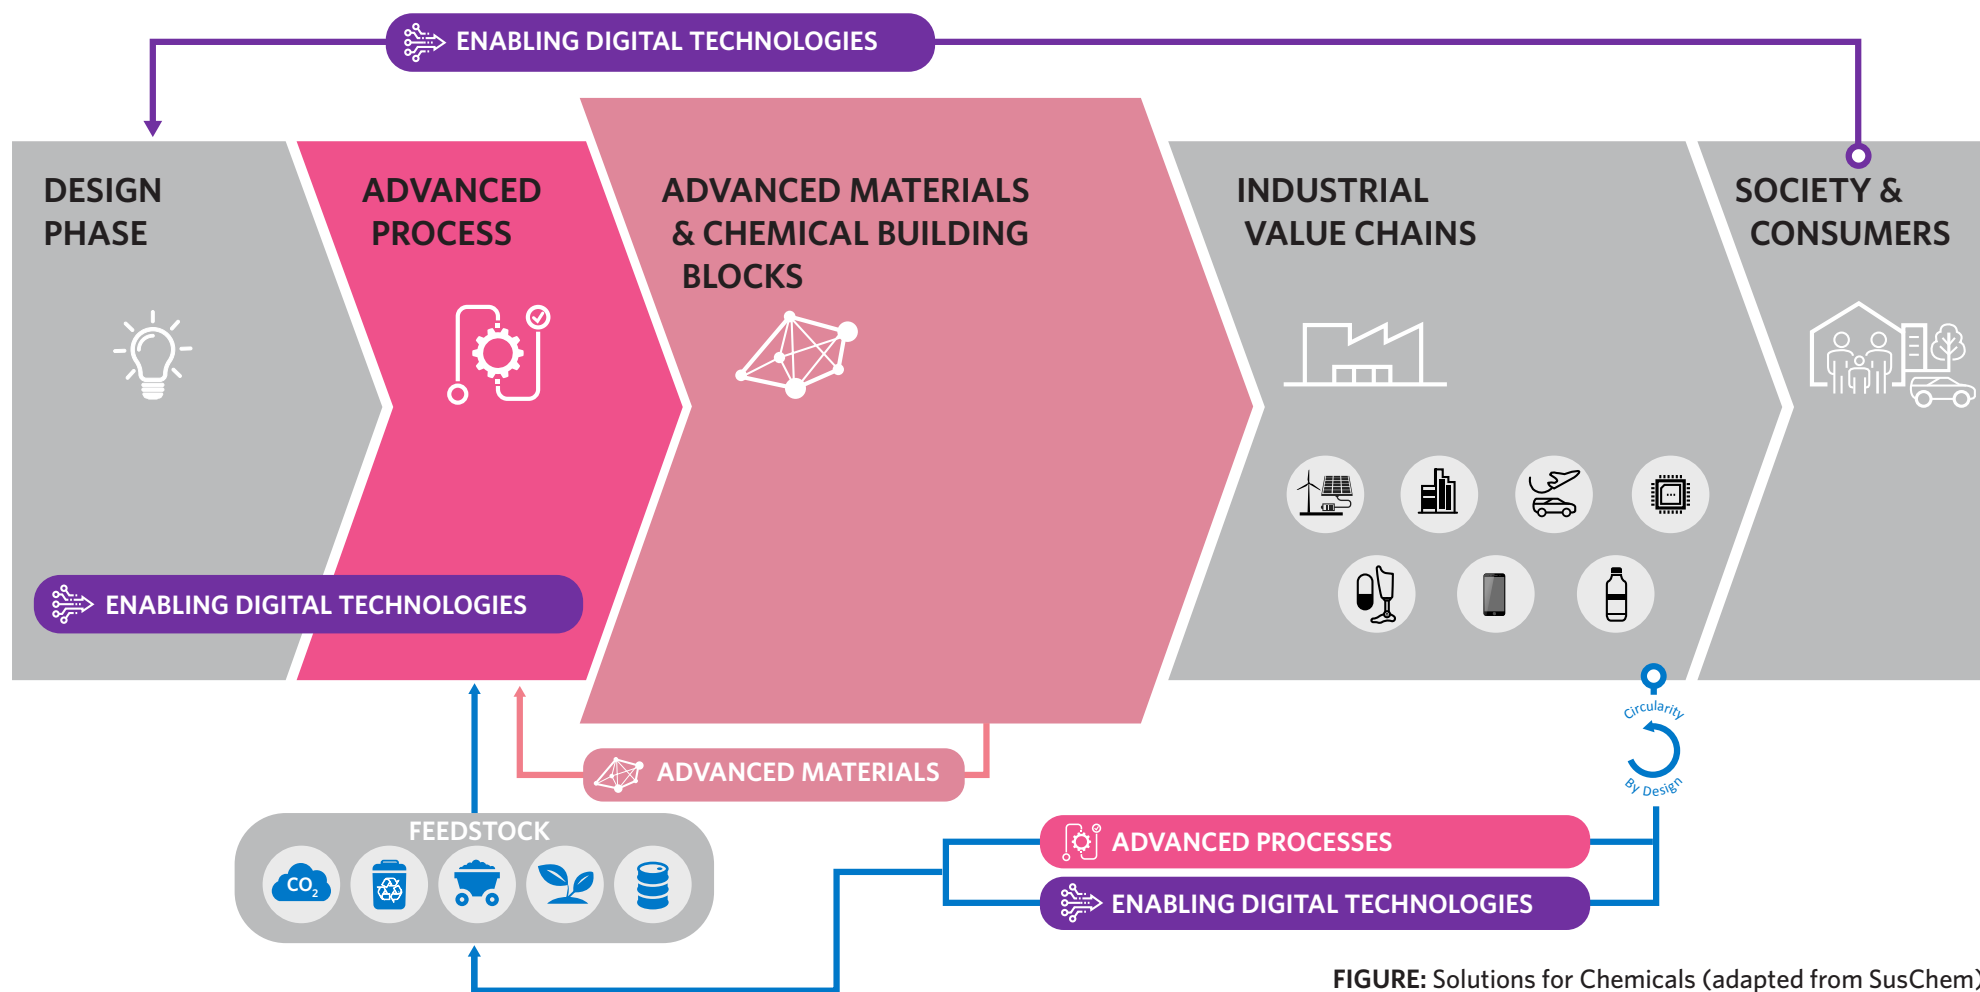 ENABLING DIGITAL TECHNOLOGIES
DESIGN
PHASE
ADVANCED
PROCESS
ADVANCED MATERIALS
& CHEMICAL BUILDING
BLOCKS
INDUSTRIAL
VALUE CHAINS
SOCIETY &
CONSUMERS
ENABLING DIGITAL TECHNOLOGIES
Circularity
By Design
ADVANCED MATERIALS
FEEDSTOCK
CO₂
ADVANCED PROCESSES
ENABLING DIGITAL TECHNOLOGIES
FIGURE: Solutions for Chemicals (adapted from SusChem)